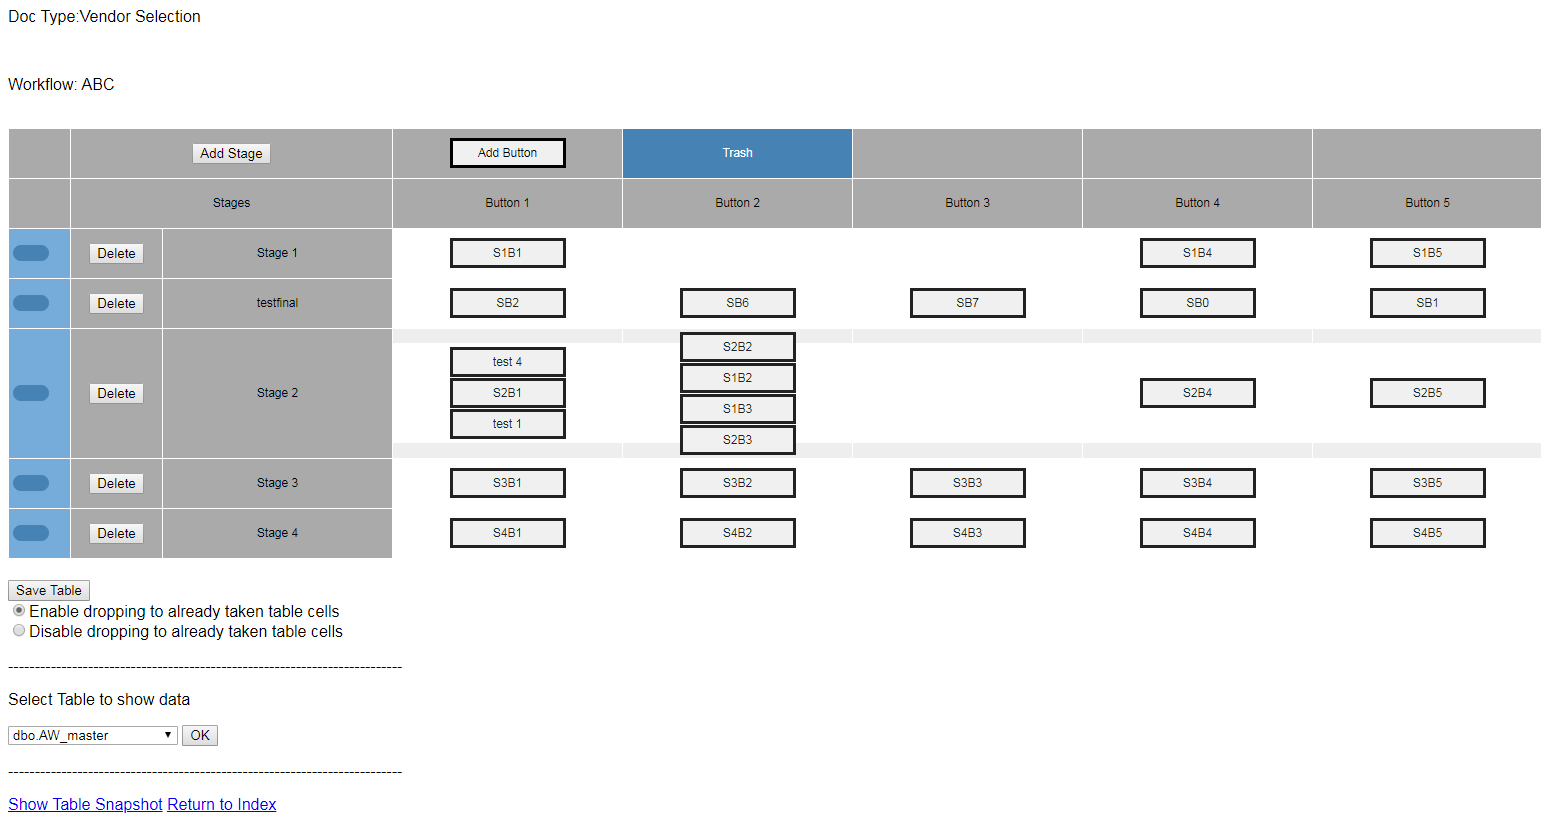 Doc Type:Vendor Selection
Workflow: ABC
Add Stage Add Button Trash
Stages Button 1 Button 2 Button 3 Button 4 Button 5
Delete Stage 1 S1B1 S1B4 S1B5
Delete testfinal SB2 SB6 SB7 SB0 SB1
Delete Stage 2 test 4 S2B1 test 1 S2B2 S1B2 S1B3 S2B3 S2B4 S2B5
Delete Stage 3 S3B1 S3B2 S3B3 S3B4 S3B5
Delete Stage 4 S4B1 S4B2 S4B3 S4B4 S4B5
Save Table
Enable dropping to already taken table cells
Disable dropping to already taken table cells
--------------------------------------------------------------------------
Select Table to show data
dbo.AW_master OK
--------------------------------------------------------------------------
Show Table Snapshot Return to Index